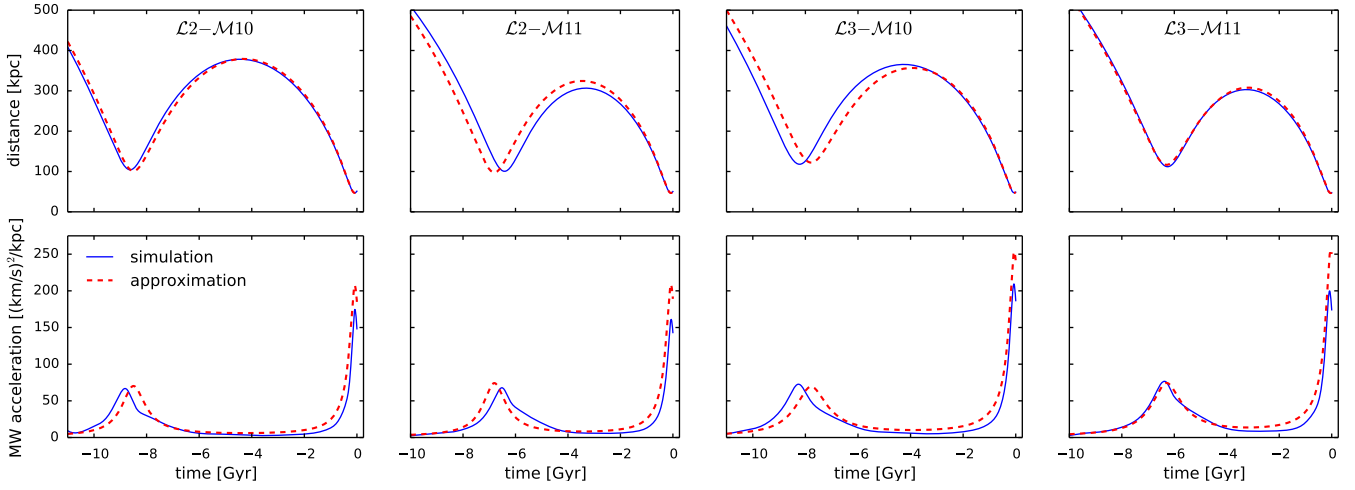 ℒ2−ℳ10
ℒ2−ℳ11
ℒ3−ℳ10
ℒ3−ℳ11
distance [kpc]
500
400
300
200
100
0
MW acceleration [(km/s)²/kpc]
250
200
150
100
50
0
simulation
approximation
−10 −8 −6 −4 −2 0
−10 −8 −6 −4 −2 0
−10 −8 −6 −4 −2 0
−10 −8 −6 −4 −2 0
time [Gyr]
time [Gyr]
time [Gyr]
time [Gyr]